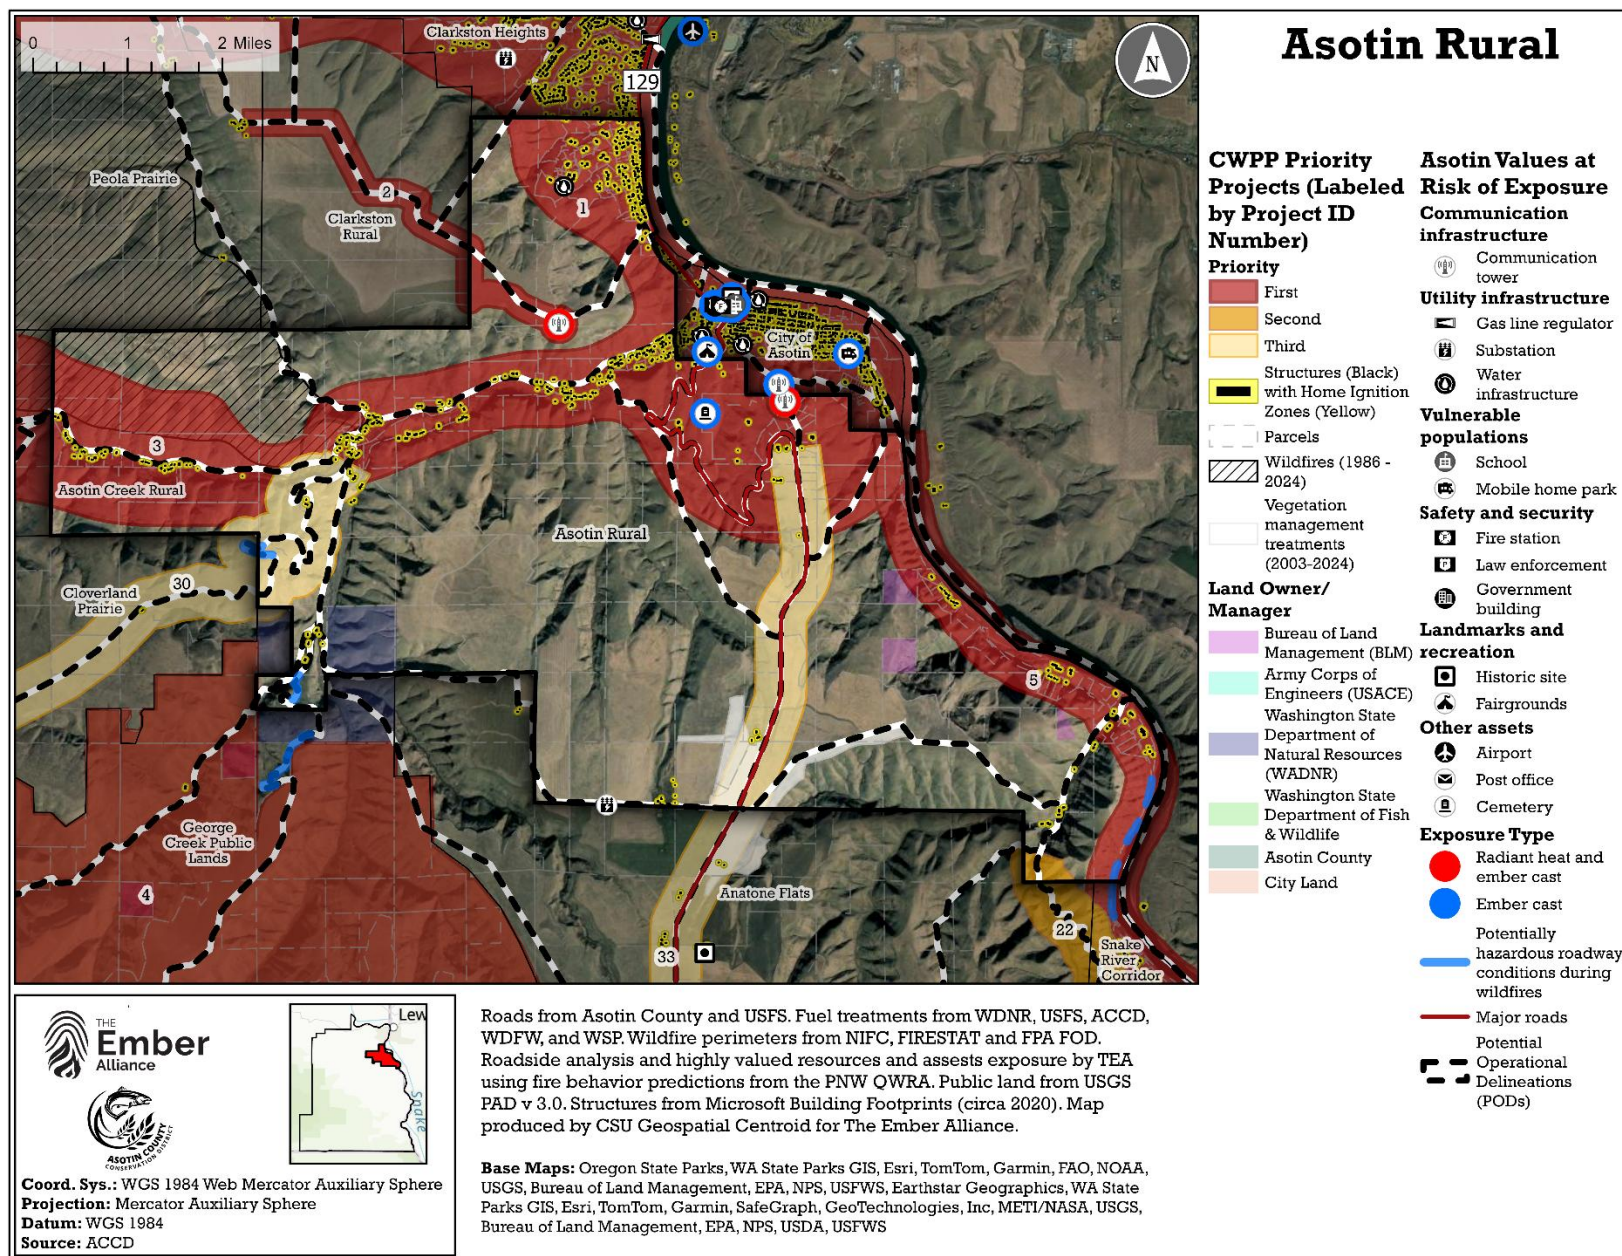 Asotin Rural
0 1 2 Miles
N
129
Clarkston Heights
Peola Prairie
2
Clarkston
Rural
1
City of
Asotin
3
Asotin Creek Rural
Asotin Rural
30
Cloverland
Prairie
5
George
Creek Public
Lands
4
Anatone Flats
33
22
Snake
River
Corridor
CWPP Priority
Projects (Labeled
by Project ID
Number)
Priority
First
Second
Third
Structures (Black)
with Home Ignition
Zones (Yellow)
Parcels
Wildfires (1986 -
2024)
Vegetation
management
treatments
(2003-2024)
Land Owner/
Manager
Bureau of Land
Management (BLM)
Army Corps of
Engineers (USACE)
Washington State
Department of
Natural Resources
(WADNR)
Washington State
Department of Fish
& Wildlife
Asotin County
City Land
Asotin Values at
Risk of Exposure
Communication
infrastructure
Communication
tower
Utility infrastructure
Gas line regulator
Substation
Water
infrastructure
Vulnerable
populations
School
Mobile home park
Safety and security
Fire station
Law enforcement
Government
building
Landmarks and
recreation
Historic site
Fairgrounds
Other assets
Airport
Post office
Cemetery
Exposure Type
Radiant heat and
ember cast
Ember cast
Potentially
hazardous roadway
conditions during
wildfires
Major roads
Potential
Operational
Delineations
(PODs)
THE
Ember
Alliance
ASOTIN COUNTY
CONSERVATION DISTRICT
Lew
Snake
Coord. Sys.: WGS 1984 Web Mercator Auxiliary Sphere
Projection: Mercator Auxiliary Sphere
Datum: WGS 1984
Source: ACCD
Roads from Asotin County and USFS. Fuel treatments from WDNR, USFS, ACCD,
WDFW, and WSP. Wildfire perimeters from NIFC, FIRESTAT and FPA FOD.
Roadside analysis and highly valued resources and assests exposure by TEA
using fire behavior predictions from the PNW QWRA. Public land from USGS
PAD v 3.0. Structures from Microsoft Building Footprints (circa 2020). Map
produced by CSU Geospatial Centroid for The Ember Alliance.
Base Maps: Oregon State Parks, WA State Parks GIS, Esri, TomTom, Garmin, FAO, NOAA,
USGS, Bureau of Land Management, EPA, NPS, USFWS, Earthstar Geographics, WA State
Parks GIS, Esri, TomTom, Garmin, SafeGraph, GeoTechnologies, Inc, METI/NASA, USGS,
Bureau of Land Management, EPA, NPS, USDA, USFWS